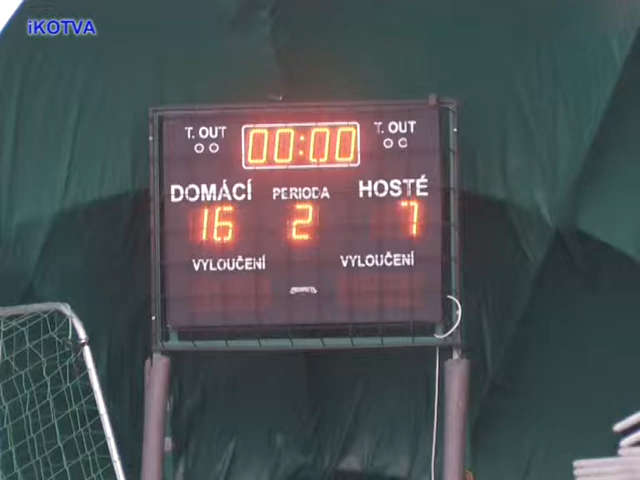 iKOTVA
T. OUT 00:00 T. OUT
DOMÁCÍ PERIODA HOSTÉ
16 2 7
VYLOUČENÍ VYLOUČENÍ